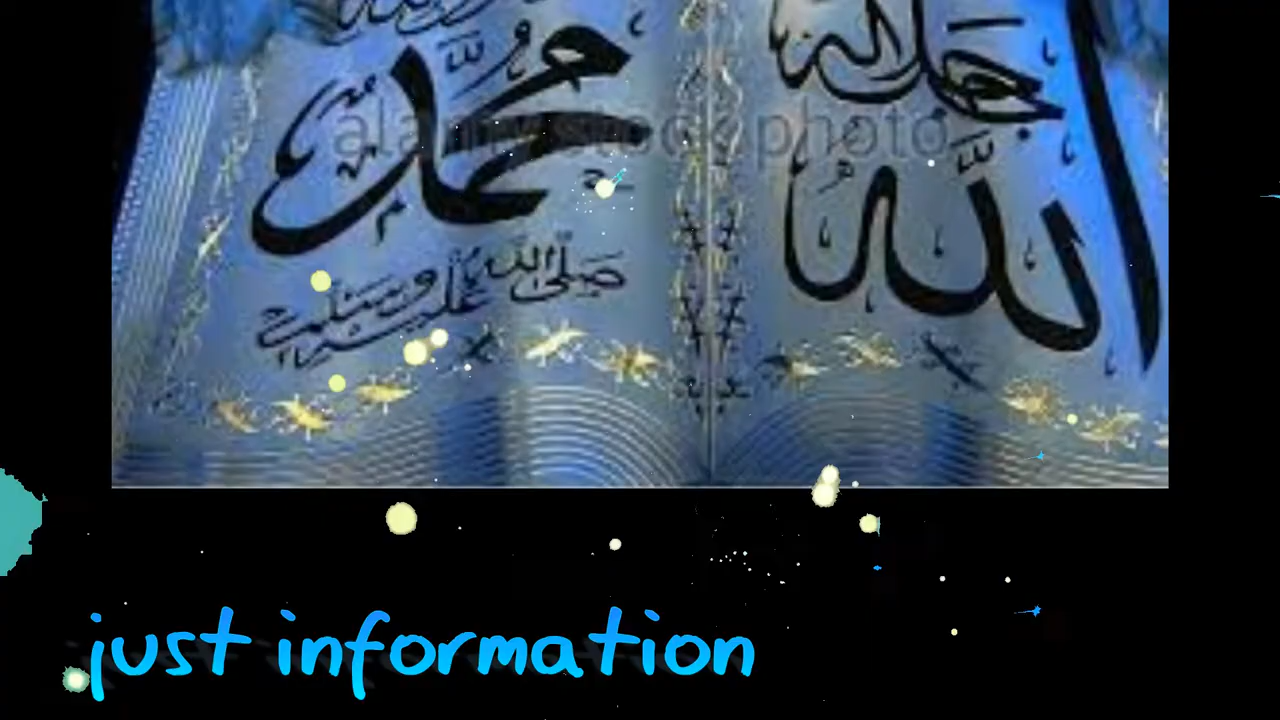 جل جلاله
الله
محمد
صلى الله عليه وسلم
alamy stock photo
just information